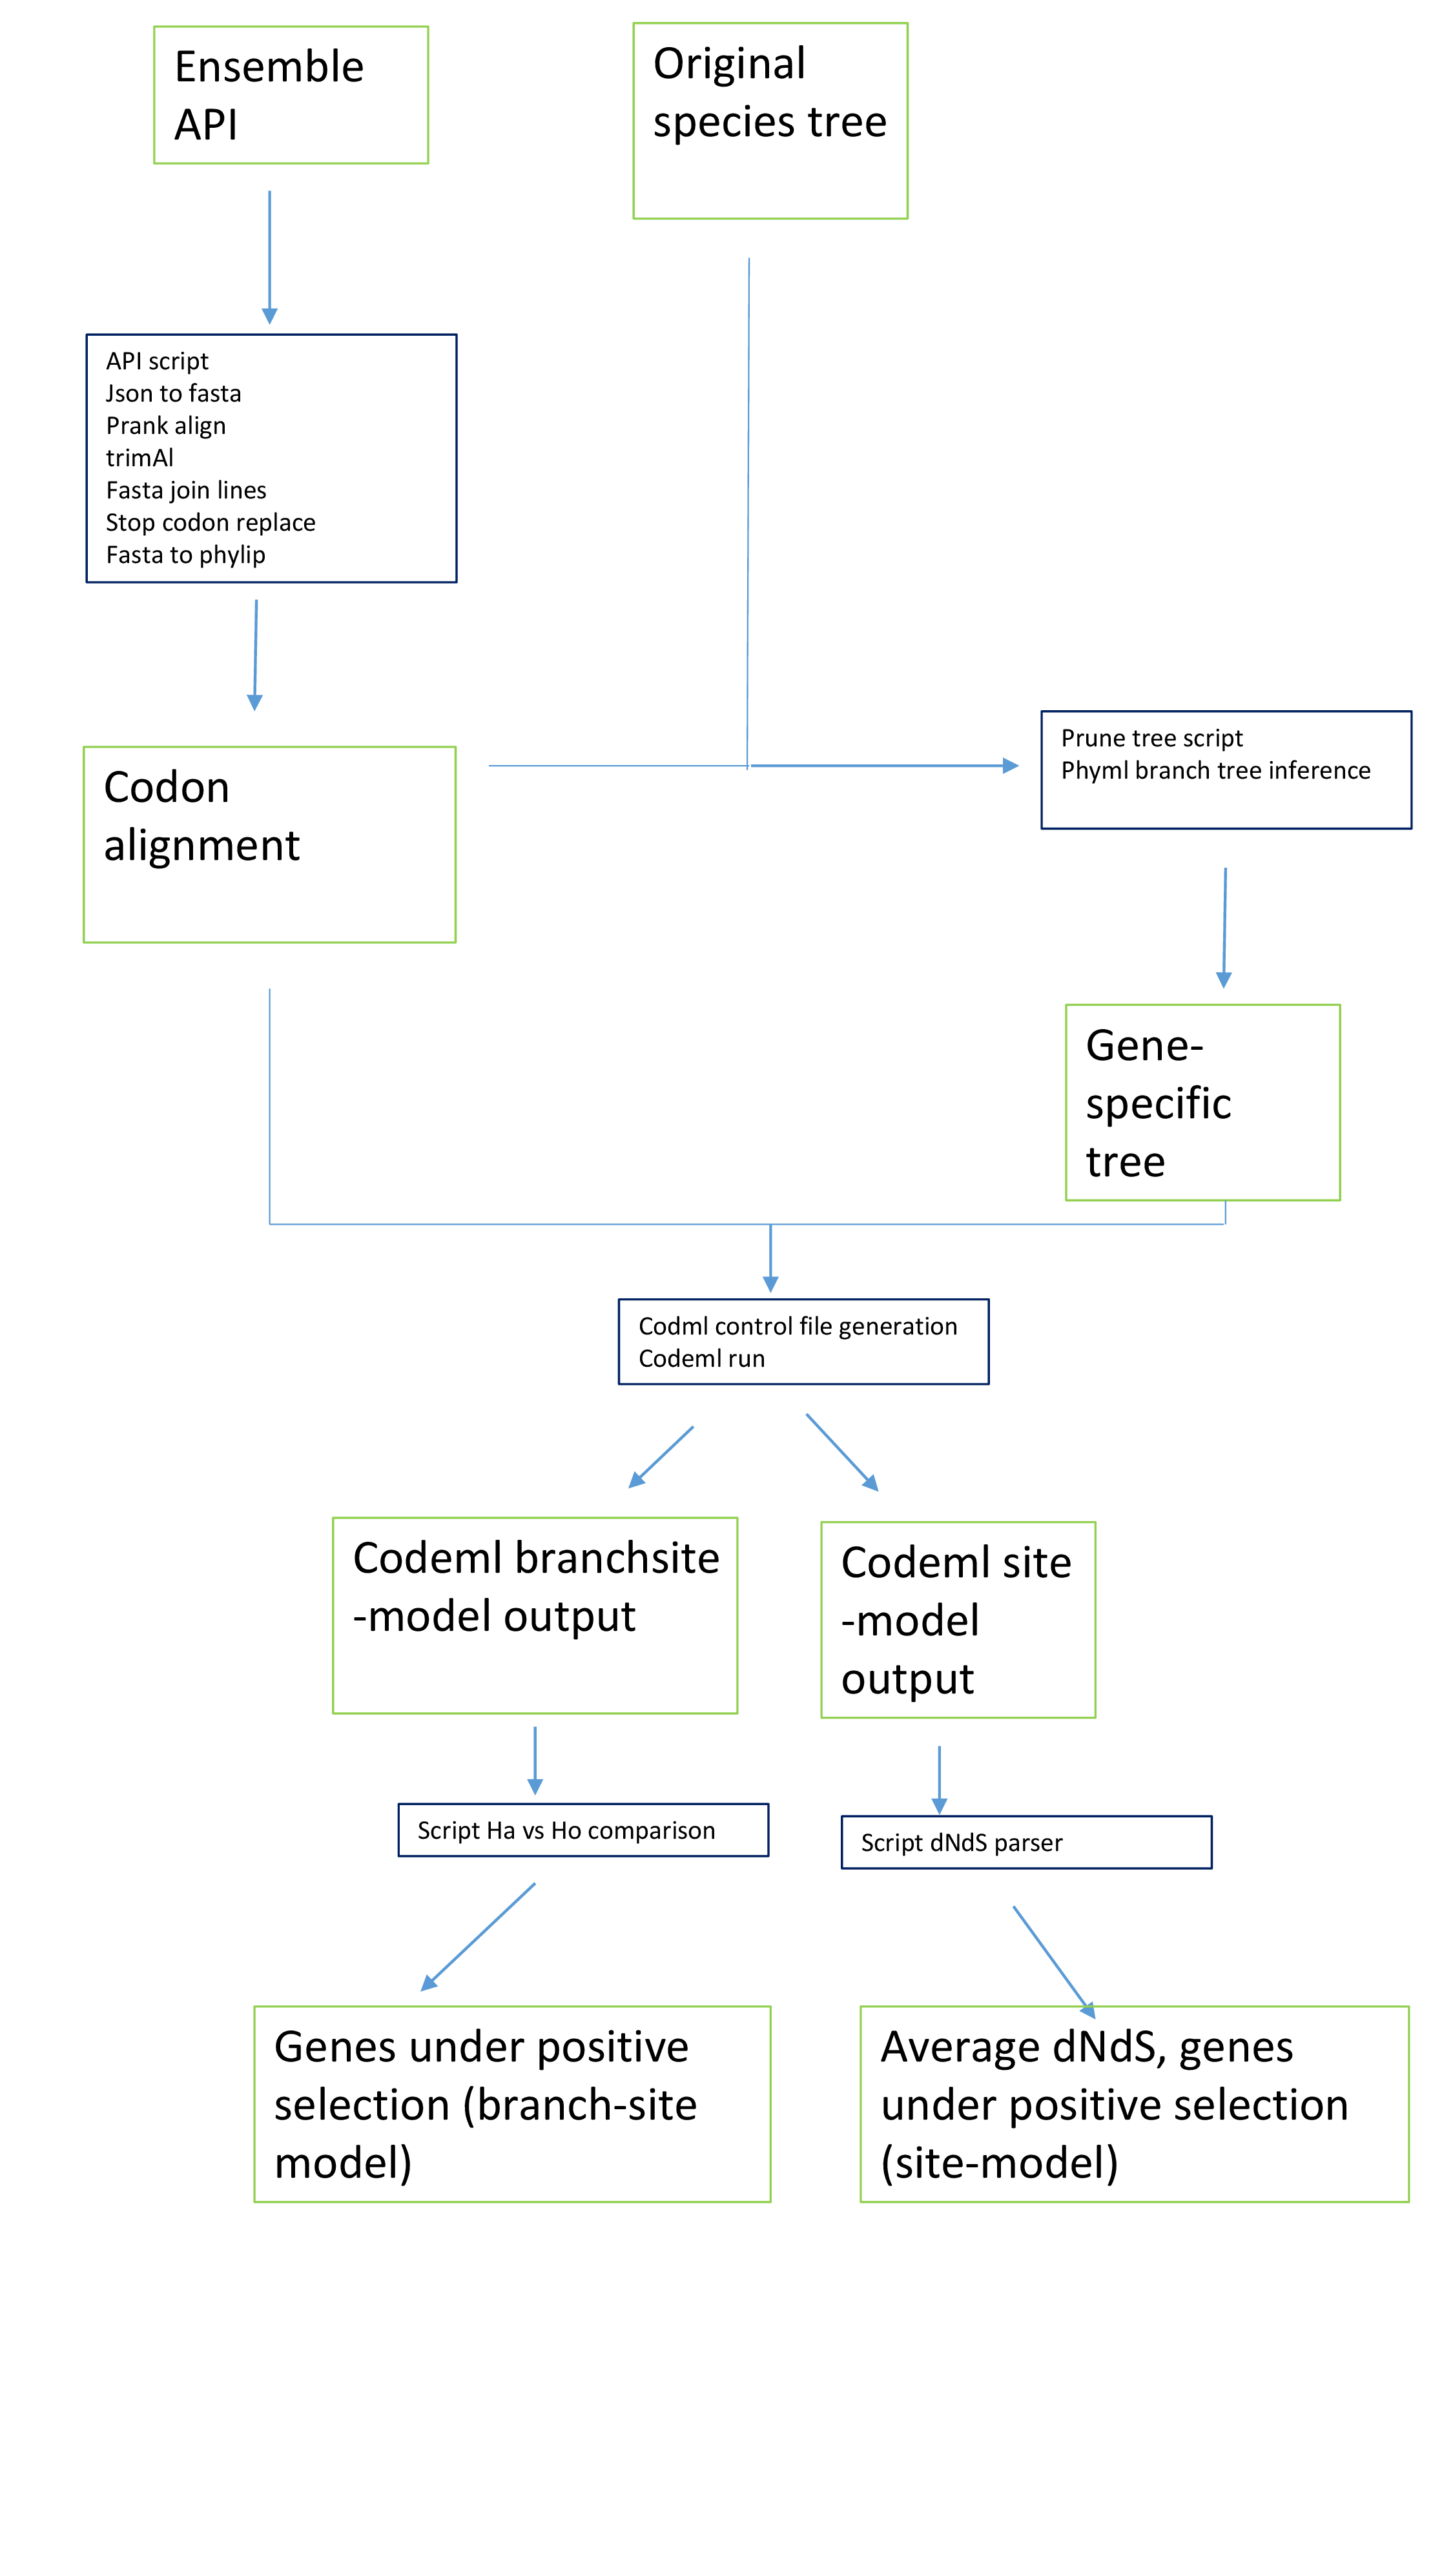 Ensemble
API
Original
species tree
API script
Json to fasta
Prank align
trimAl
Fasta join lines
Stop codon replace
Fasta to phylip
Prune tree script
Phyml branch tree inference
Codon
alignment
Gene-
specific
tree
Codml control file generation
Codeml run
Codeml branchsite
-model output
Codeml site
-model
output
Script Ha vs Ho comparison
Script dNdS parser
Genes under positive
selection (branch-site
model)
Average dNdS, genes
under positive selection
(site-model)